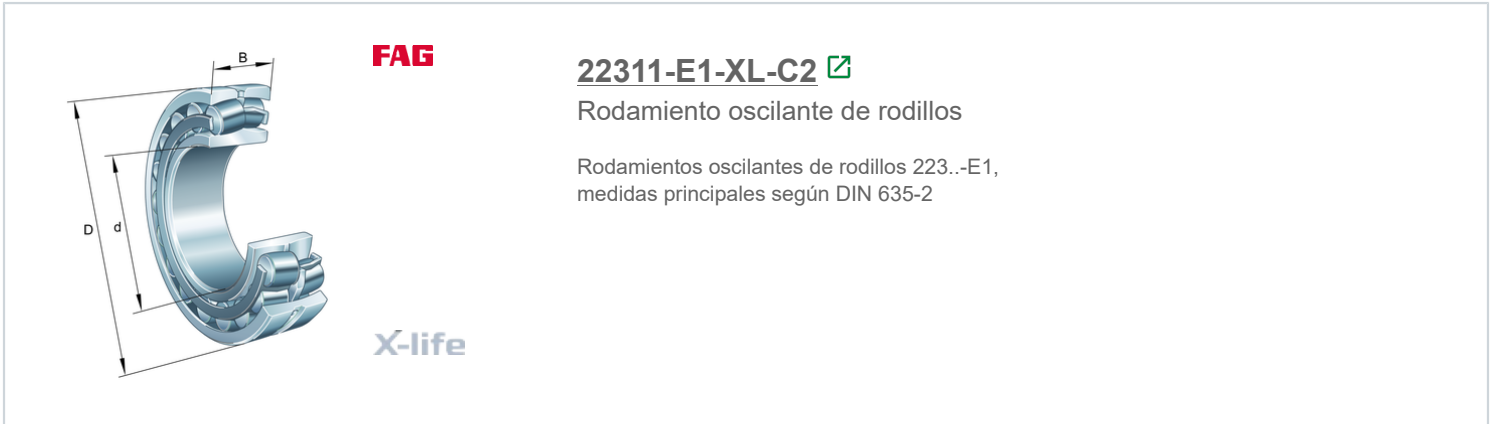 FAG
B
22311-E1-XL-C2
Rodamiento oscilante de rodillos
Rodamientos oscilantes de rodillos 223..-E1,
medidas principales según DIN 635-2
D d
X-life